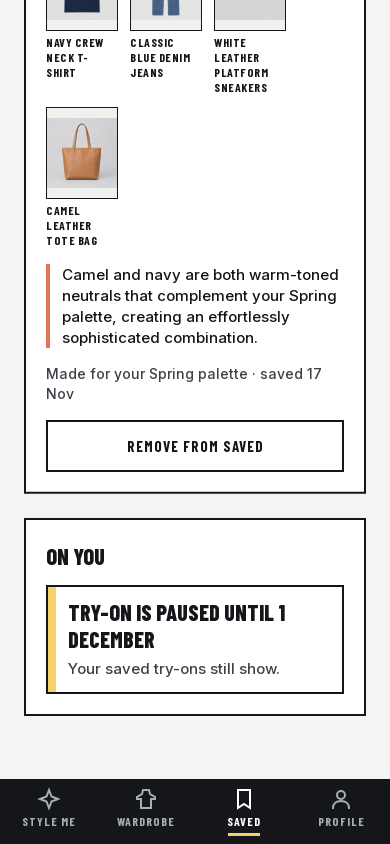 NAVY CREW
NECK T-
SHIRT
CLASSIC
BLUE DENIM
JEANS
WHITE
LEATHER
PLATFORM
SNEAKERS
CAMEL
LEATHER
TOTE BAG
Camel and navy are both warm-toned
neutrals that complement your Spring
palette, creating an effortlessly
sophisticated combination.
Made for your Spring palette · saved 17
Nov
REMOVE FROM SAVED
ON YOU
TRY-ON IS PAUSED UNTIL 1
DECEMBER
Your saved try-ons still show.
STYLE ME
WARDROBE
SAVED
PROFILE